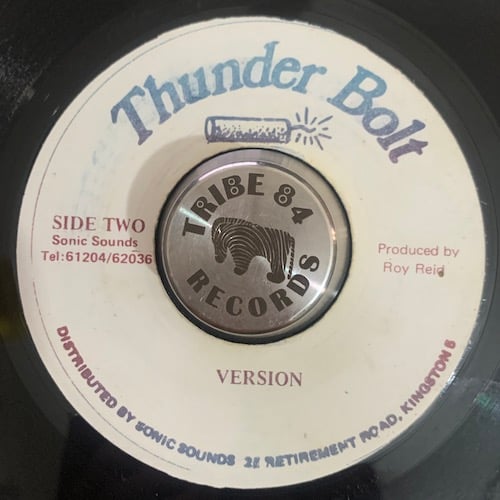 Thunder Bolt
TRIBE 84
RECORDS
SIDE TWO
Sonic Sounds
Tel:61204/62036
Produced by
Roy Reid
VERSION
DISTRIBUTED BY SONIC SOUNDS RETIREMENT ROAD, KINGSTON 5